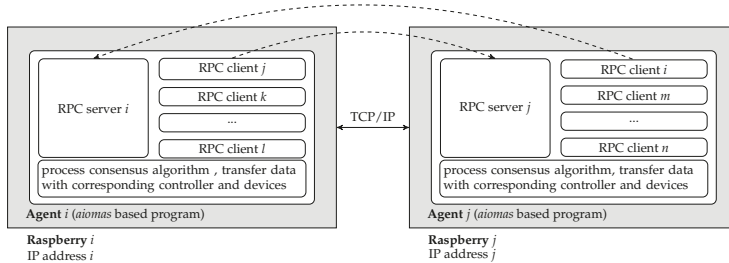 RPC server i
RPC client j
RPC client k
...
RPC client l
process consensus algorithm , transfer data
with corresponding controller and devices
Agent i (aiomas based program)
Raspberry i
IP address i
TCP/IP
RPC server j
RPC client i
RPC client m
...
RPC client n
process consensus algorithm, transfer data
with corresponding controller and devices
Agent j (aiomas based program)
Raspberry j
IP address j